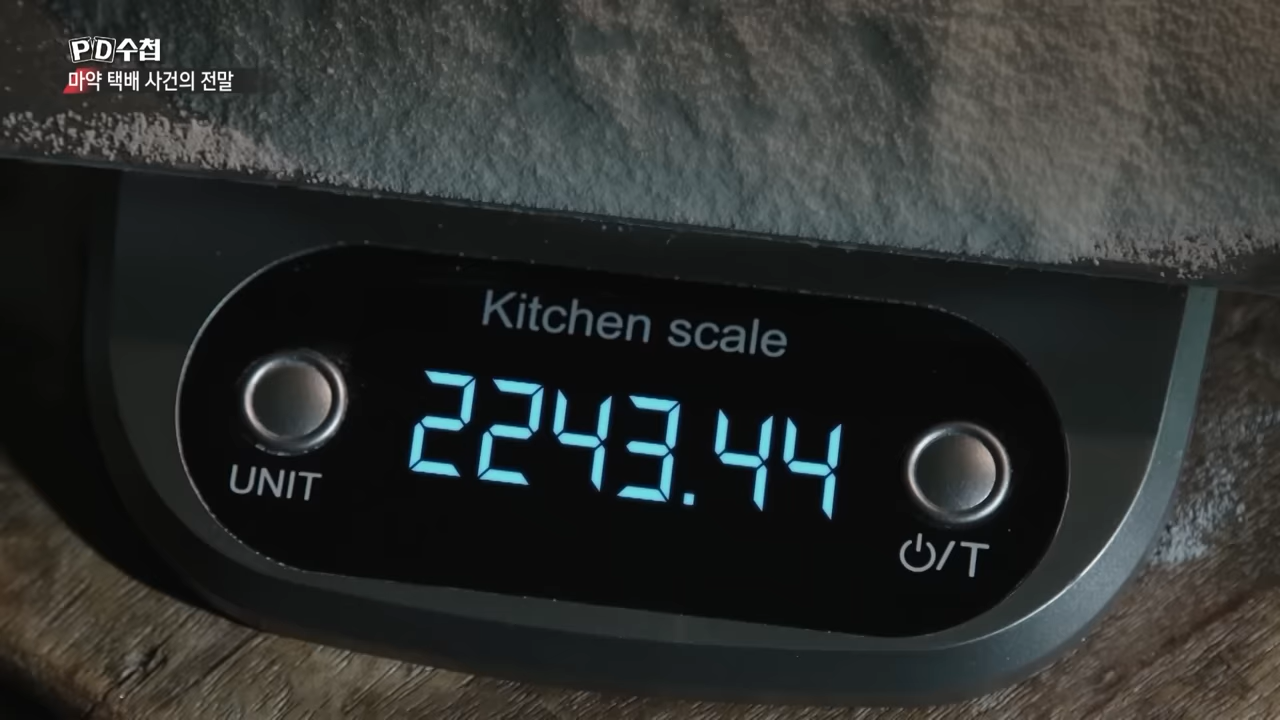 PD수첩
마약 택배 사건의 전말
Kitchen scale
2243.44
UNIT
/T